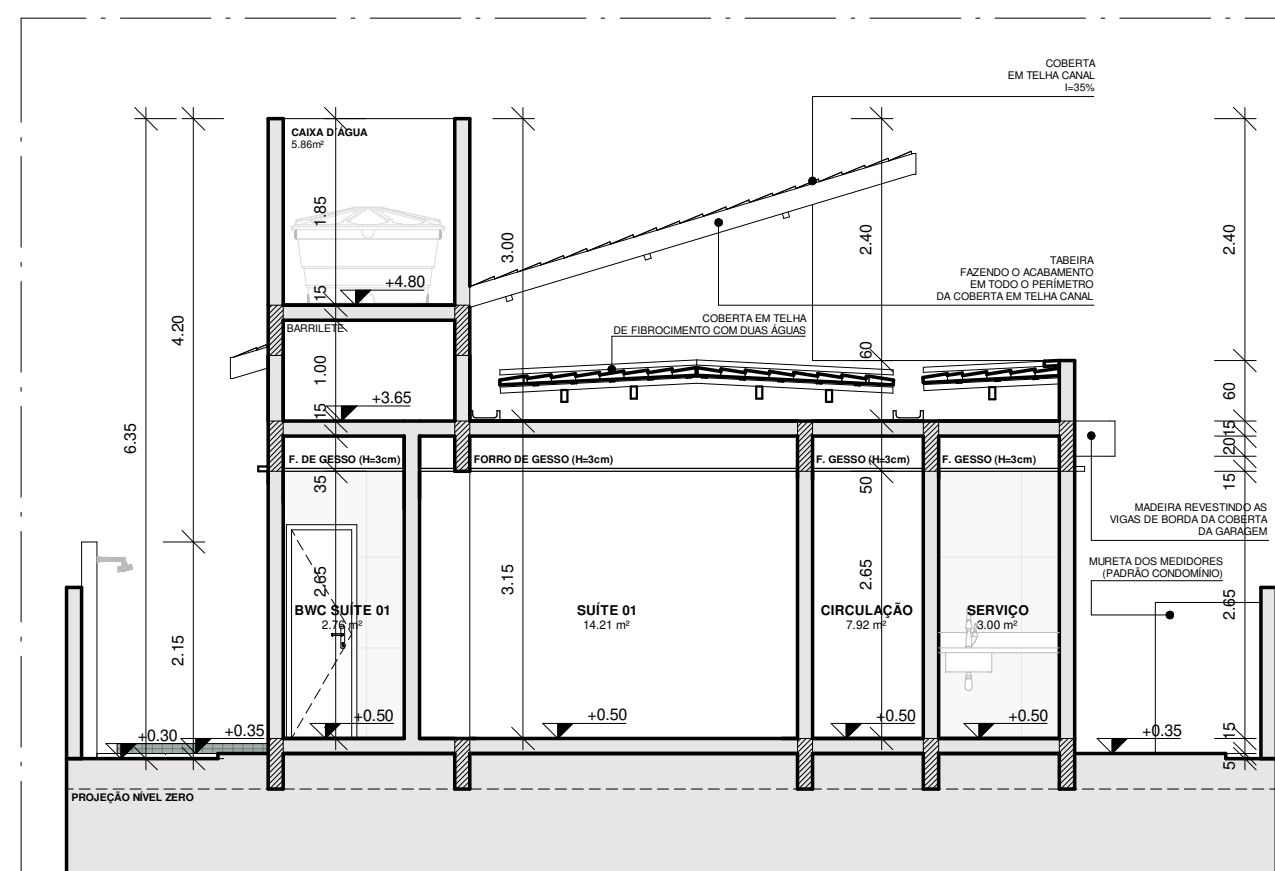 COBERTA
EM TELHA CANAL
I=35%
CAIXA D'ÁGUA
5.86m²
1.85
3.00
2.40
2.40
TABEIRA
FAZENDO O ACABAMENTO
EM TODO O PERÍMETRO
DA COBERTA EM TELHA CANAL
+4.80
15
4.20
COBERTA EM TELHA
DE FIBROCIMENTO COM DUAS ÁGUAS
BARRILETE
1.00
60
60
+3.65
15
6.35
15
20
15
F. DE GESSO (H=3cm)
FORRO DE GESSO (H=3cm)
F. GESSO (H=3cm)
F. GESSO (H=3cm)
35
50
MADEIRA REVESTINDO AS
VIGAS DE BORDA DA COBERTA
DA GARAGEM
MURETA DOS MEDIDORES
(PADRÃO CONDOMÍNIO)
2.65
3.15
2.65
2.65
BWC SUÍTE 01
2.76 m²
SUÍTE 01
14.21 m²
CIRCULAÇÃO
7.92 m²
SERVIÇO
3.00 m²
2.15
+0.30
+0.35
+0.50
+0.50
+0.50
+0.50
+0.35
15
5
PROJEÇÃO NÍVEL ZERO